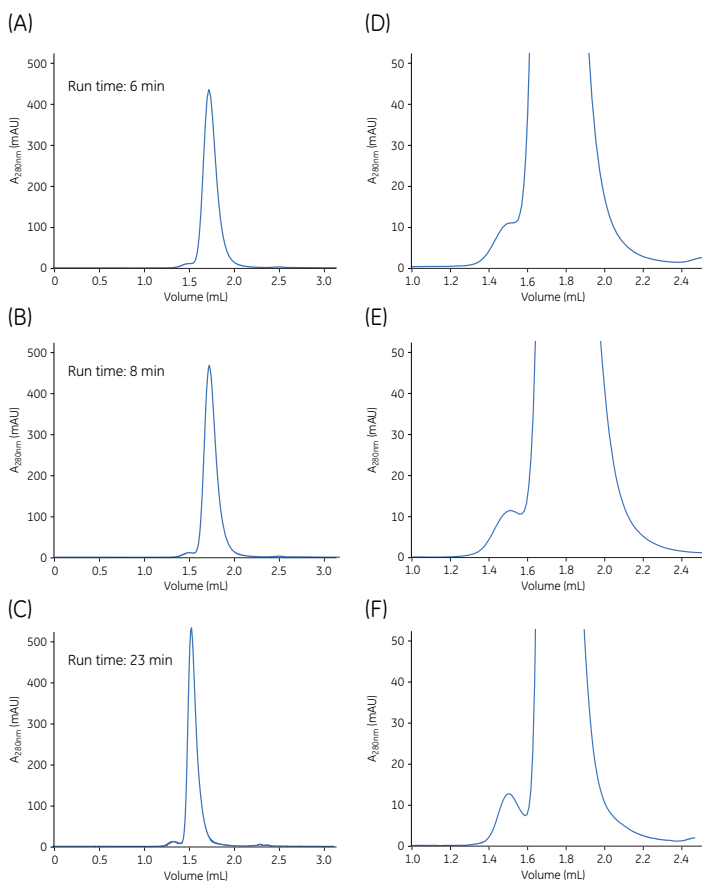 (A)
500
400
300
200
100
0
A280nm (mAU)
Run time: 6 min
0 0.5 1.0 1.5 2.0 2.5 3.0
Volume (mL)
(D)
50
40
30
20
10
0
A280nm (mAU)
1.0 1.2 1.4 1.6 1.8 2.0 2.2 2.4
Volume (mL)
(B)
500
400
300
200
100
0
A280nm (mAU)
Run time: 8 min
0 0.5 1.0 1.5 2.0 2.5 3.0
Volume (mL)
(E)
50
40
30
20
10
0
A280nm (mAU)
1.0 1.2 1.4 1.6 1.8 2.0 2.2 2.4
Volume (mL)
(C)
500
400
300
200
100
0
A280nm (mAU)
Run time: 23 min
0 0.5 1.0 1.5 2.0 2.5 3.0
Volume (mL)
(F)
50
40
30
20
10
0
A280nm (mAU)
1.0 1.2 1.4 1.6 1.8 2.0 2.2 2.4
Volume (mL)